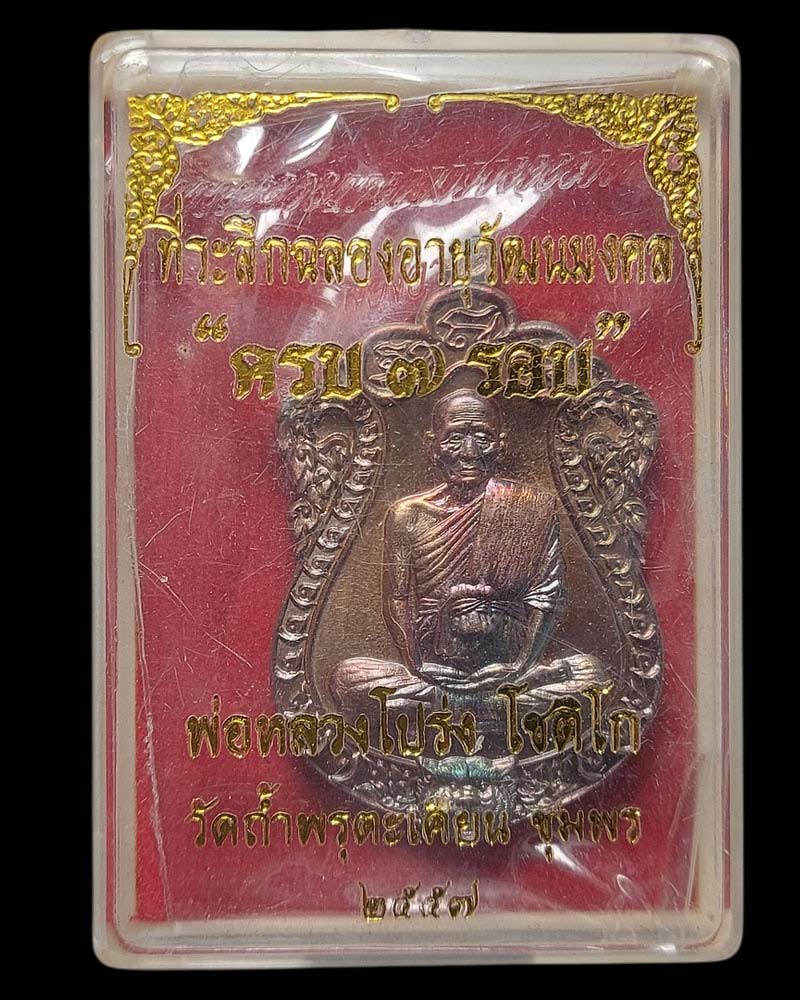 ที่ระลึกฉลองอายุวัฒนมงคล
“ครบ ๗ รอบ”
พ่อหลวงโปร่ง โชติโก
วัดถ้ำพรุตะเคียน ชุมพร
๒๕๕๗